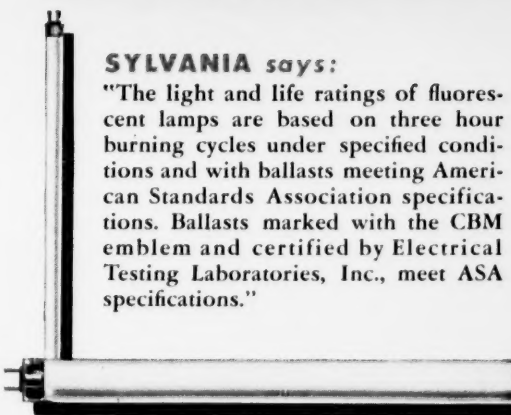 SYLVANIA says:
"The light and life ratings of fluores-
cent lamps are based on three hour
burning cycles under specified condi-
tions and with ballasts meeting Ameri-
can Standards Association specifica-
tions. Ballasts marked with the CBM
emblem and certified by Electrical
Testing Laboratories, Inc., meet ASA
specifications."